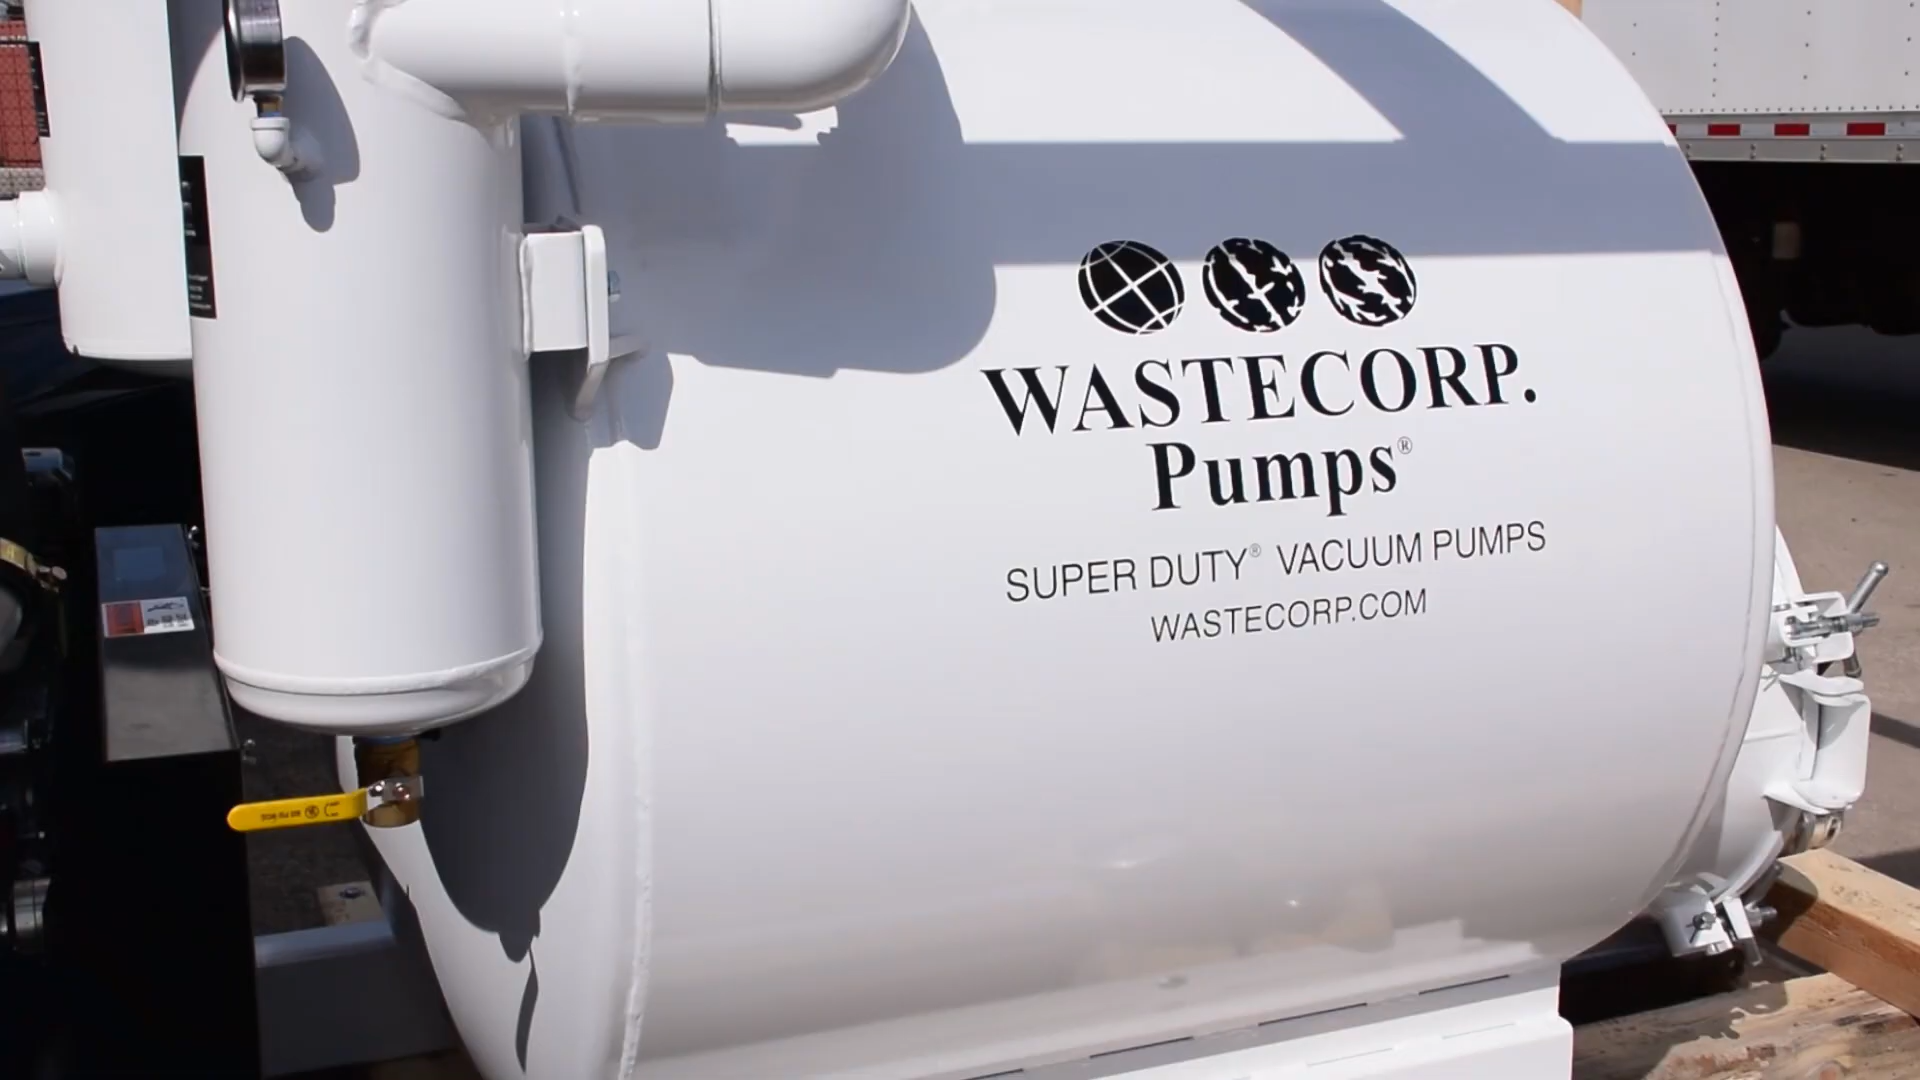 WASTECORP.
Pumps®
SUPER DUTY® VACUUM PUMPS
WASTECORP.COM